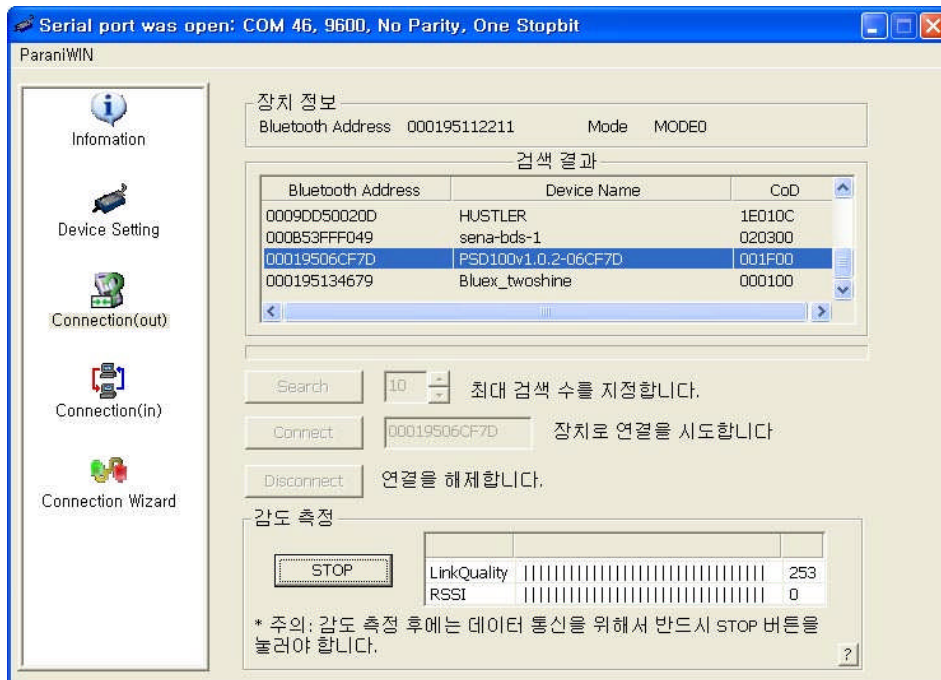 Serial port was open: COM 46, 9600, No Parity, One Stopbit
ParaniWIN
Infomation
Device Setting
Connection(out)
Connection(in)
Connection Wizard
장치 정보
Bluetooth Address 000195112211 Mode MODE0
검색 결과
Bluetooth Address Device Name CoD
0009DD50020D HUSTLER 1E010C
000B53FFF049 sena-bds-1 020300
00019506CF7D PSD100v1.0.2-06CF7D 001F00
000195134679 Bluex_twoshine 000100
Search 10 최대 검색 수를 지정합니다.
Connect 00019506CF7D 장치로 연결을 시도합니다
Disconnect 연결을 해제합니다.
감도 측정
STOP
LinkQuality 253
RSSI 0
* 주의: 감도 측정 후에는 데이터 통신을 위해서 반드시 STOP 버튼을
눌러야 합니다.
?